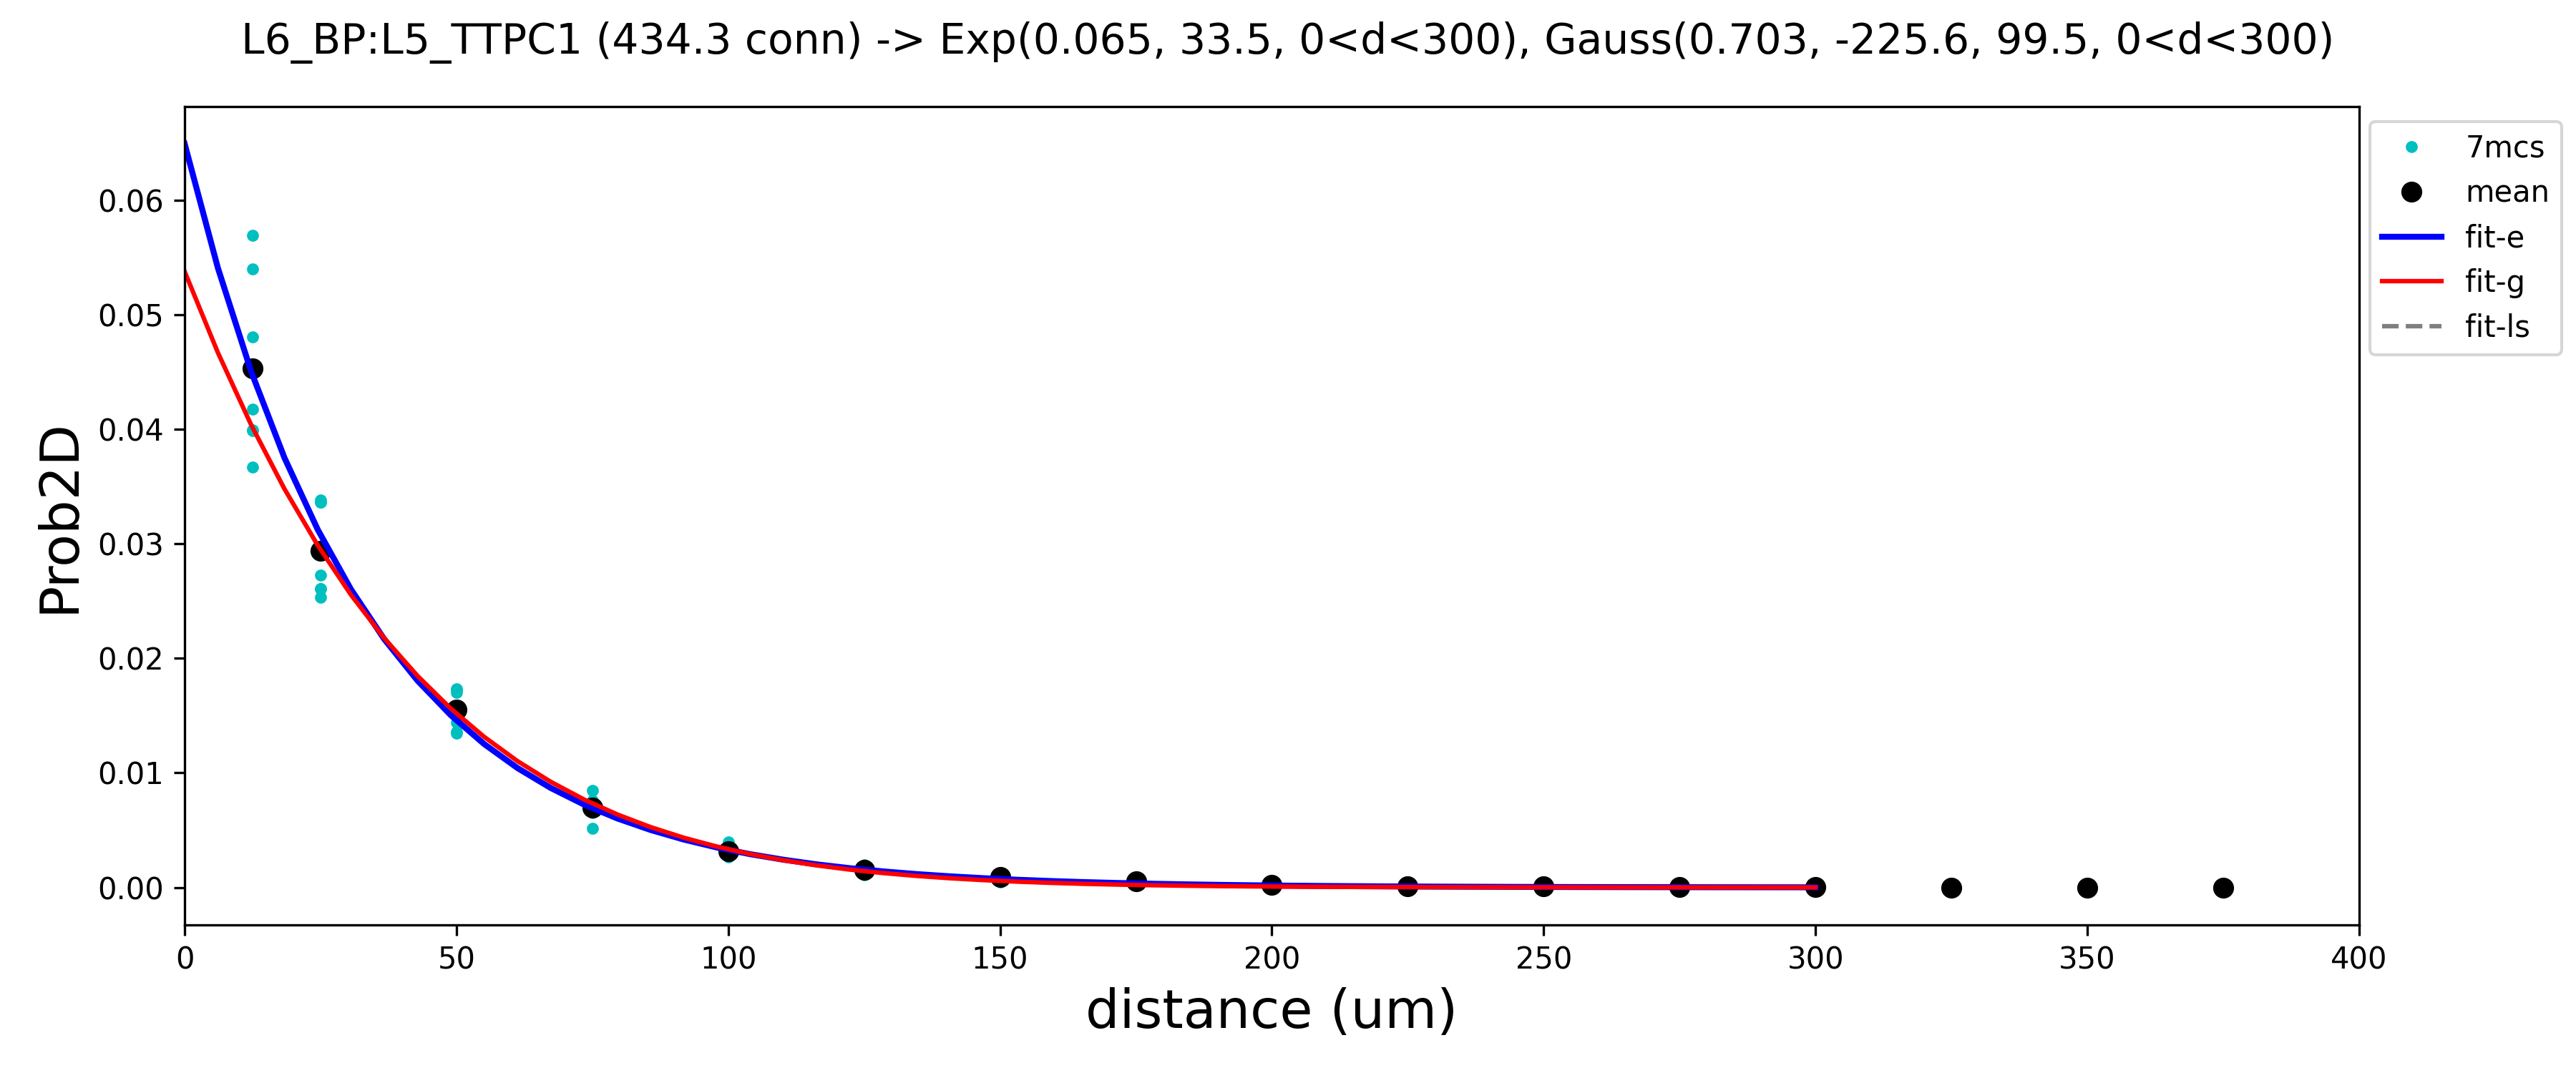 L6_BP:L5_TTPC1 (434.3 conn) -> Exp(0.065, 33.5, 0<d<300), Gauss(0.703, -225.6, 99.5, 0<d<300)
7mcs
mean
fit-e
fit-g
fit-ls
Prob2D
0.06
0.05
0.04
0.03
0.02
0.01
0.00
0 50 100 150 200 250 300 350 400
distance (um)